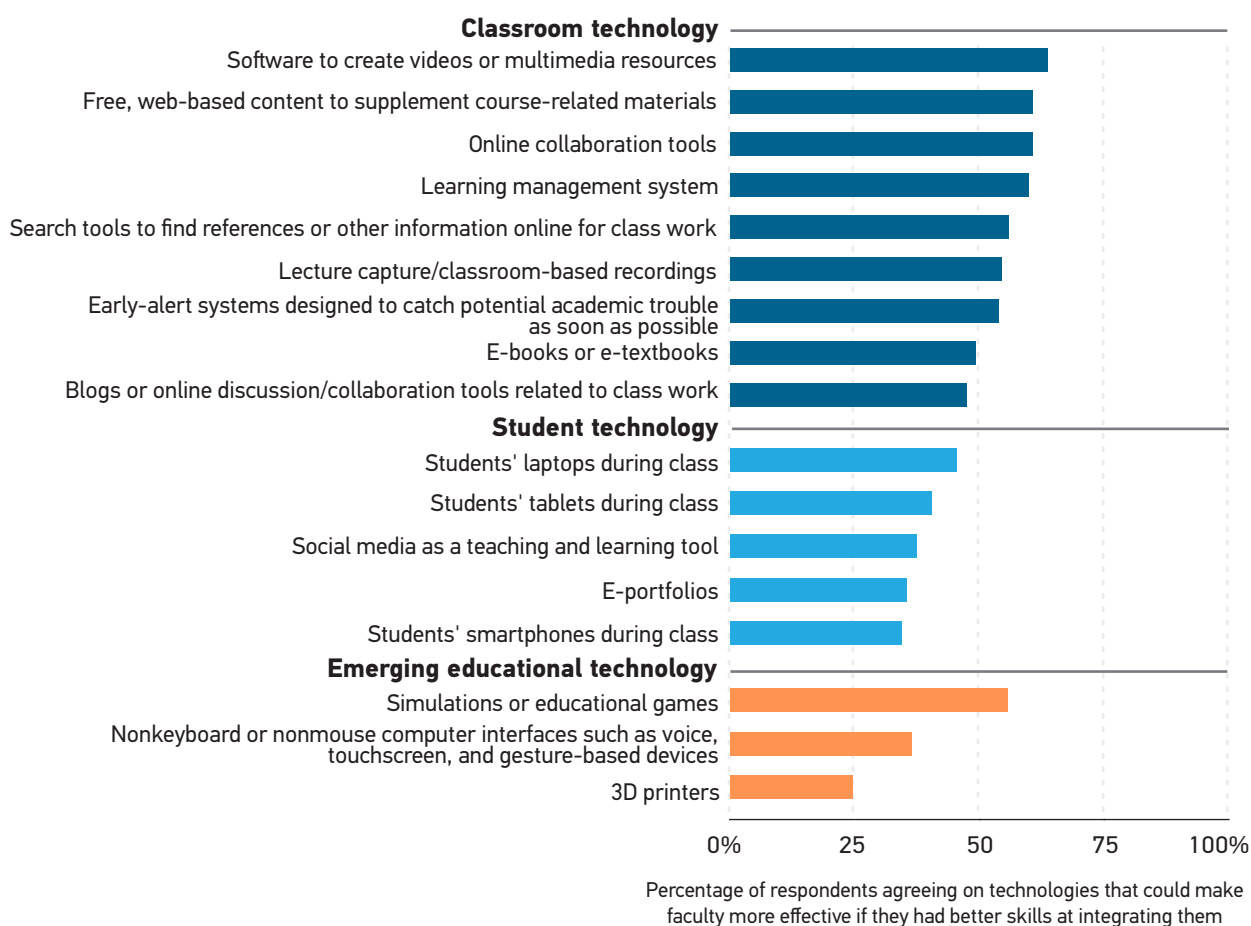 Classroom technology
Software to create videos or multimedia resources
Free, web-based content to supplement course-related materials
Online collaboration tools
Learning management system
Search tools to find references or other information online for class work
Lecture capture/classroom-based recordings
Early-alert systems designed to catch potential academic trouble
as soon as possible
E-books or e-textbooks
Blogs or online discussion/collaboration tools related to class work
Student technology
Students' laptops during class
Students' tablets during class
Social media as a teaching and learning tool
E-portfolios
Students' smartphones during class
Emerging educational technology
Simulations or educational games
Nonkeyboard or nonmouse computer interfaces such as voice,
touchscreen, and gesture-based devices
3D printers
0% 25 50 75 100%
Percentage of respondents agreeing on technologies that could make
faculty more effective if they had better skills at integrating them